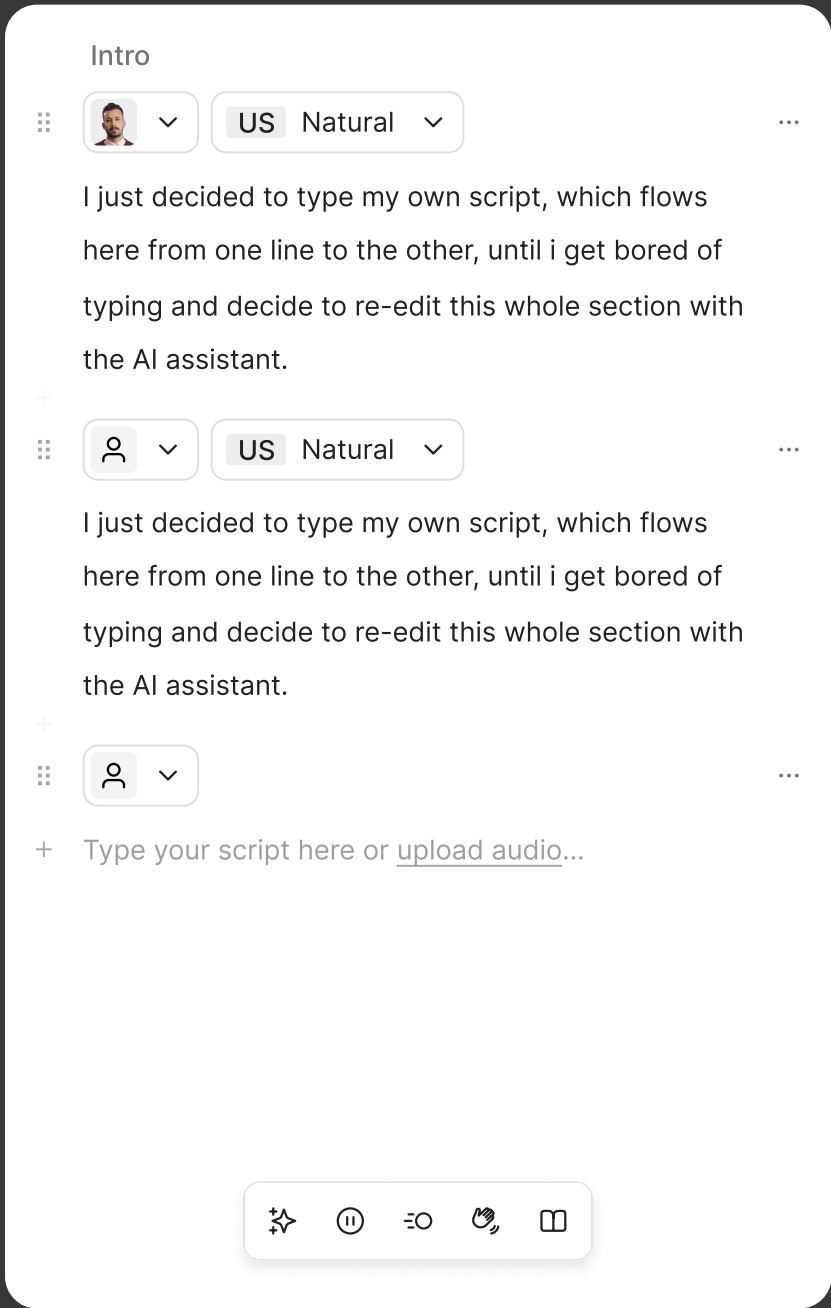 Intro
US Natural
I just decided to type my own script, which flows
here from one line to the other, until i get bored of
typing and decide to re-edit this whole section with
the AI assistant.
US Natural
I just decided to type my own script, which flows
here from one line to the other, until i get bored of
typing and decide to re-edit this whole section with
the AI assistant.
Type your script here or upload audio...